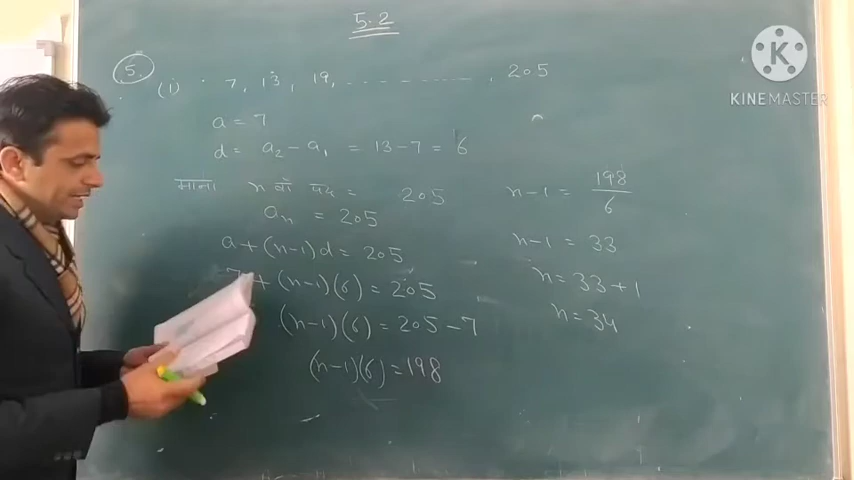 5.2
5.
(i) 7, 13, 19, - - - - - - - - - - - - , 205
a = 7
d = a₂ - a₁ = 13 - 7 = 6
माना n वाँ पद = 205
aₙ = 205
a + (n-1)d = 205
7 + (n-1)(6) = 205
(n-1)(6) = 205 - 7
(n-1)(6) = 198
n-1 = 198/6
n-1 = 33
n = 33 + 1
n = 34
K
KINEMASTER